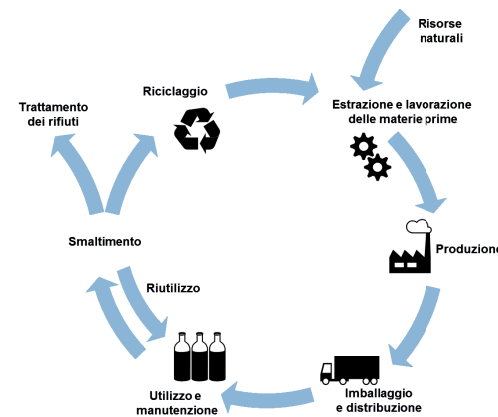 Risorse
naturali
Estrazione e lavorazione
delle materie prime
Produzione
Imballaggio
e distribuzione
Utilizzo e
manutenzione
Riutilizzo
Smaltimento
Trattamento
dei rifiuti
Riciclaggio